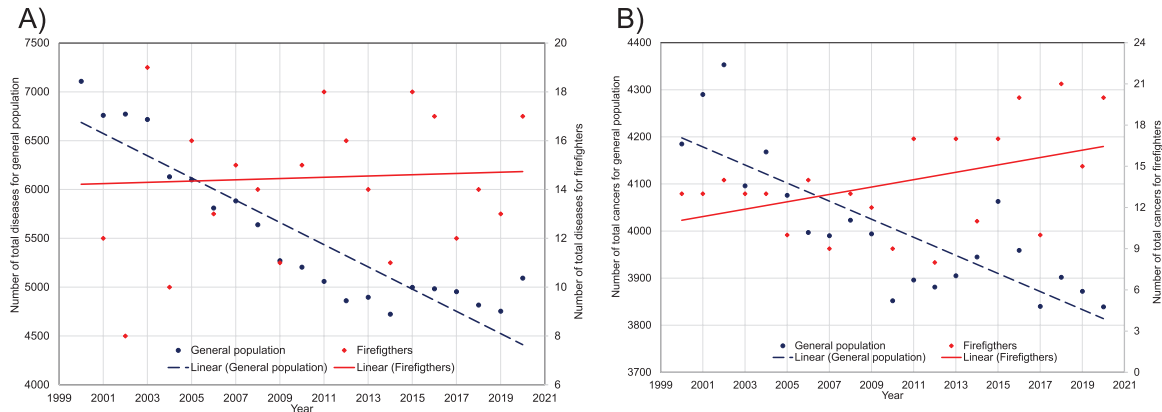 A)
7500
7000
6500
6000
5500
5000
4500
4000
Number of total diseases for general population
20
18
16
14
12
10
8
6
Number of total diseases for firefighters
General population
Firefigthers
Linear (General population)
Linear (Firefigthers)
1999 2001 2003 2005 2007 2009 2011 2013 2015 2017 2019 2021
Year
B)
4400
4300
4200
4100
4000
3900
3800
3700
Number of total cancers for general population
24
21
18
15
12
9
6
3
0
Number of total cancers for firefighters
General population
Firefigthers
Linear (General population)
Linear (Firefigthers)
1999 2001 2003 2005 2007 2009 2011 2013 2015 2017 2019 2021
Year